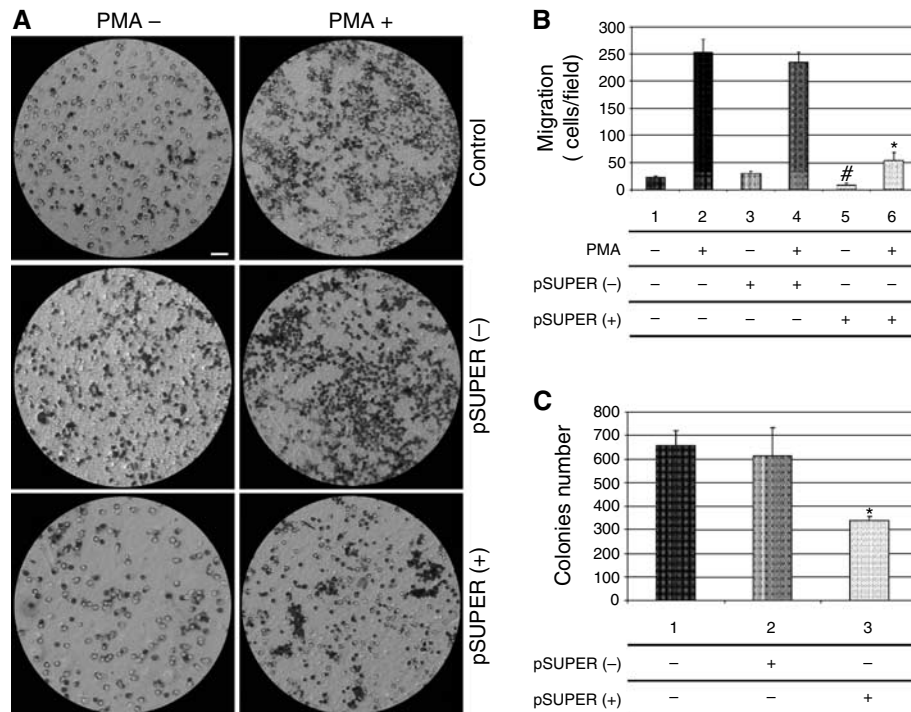 A
PMA –
PMA +
Control
pSUPER (–)
pSUPER (+)
B
Migration
( cells/field)
300
250
200
150
100
50
0
#
*
1 2 3 4 5 6
PMA – + – + – +
pSUPER (–) – – + + – –
pSUPER (+) – – – – + +
C
Colonies number
800
700
600
500
400
300
200
100
0
*
1 2 3
pSUPER (–) – + –
pSUPER (+) – – +